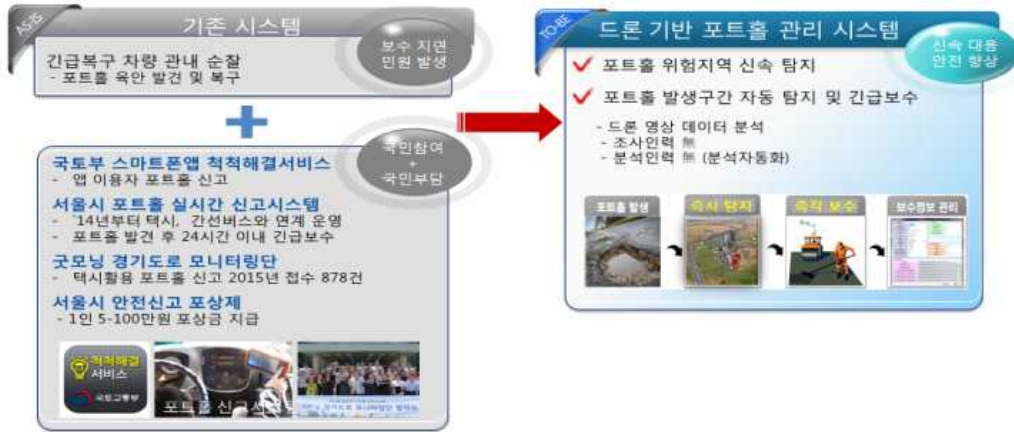 AS-IS
기존 시스템
보수 지연
민원 발생
긴급복구 차량 관내 순찰
- 포트홀 육안 발견 및 복구
국민참여
+
국민부담
국토부 스마트폰앱 척척해결서비스
- 앱 이용자 포트홀 신고
서울시 포트홀 실시간 신고시스템
- '14년부터 택시, 간선버스와 연계 운영
- 포트홀 발견 후 24시간 이내 긴급보수
굿모닝 경기도로 모니터링단
- 택시활용 포트홀 신고 2015년 접수 878건
서울시 안전신고 포상제
- 1인 5-100만원 포상금 지급
척척해결
서비스
국토교통부
포트홀 신고시스템
TO-BE
드론 기반 포트홀 관리 시스템
신속 대응
안전 향상
포트홀 위험지역 신속 탐지
포트홀 발생구간 자동 탐지 및 긴급보수
- 드론 영상 데이터 분석
- 조사인력 無
- 분석인력 無 (분석자동화)
포트홀 발생
즉시 탐지
즉각 보수
보수정보 관리